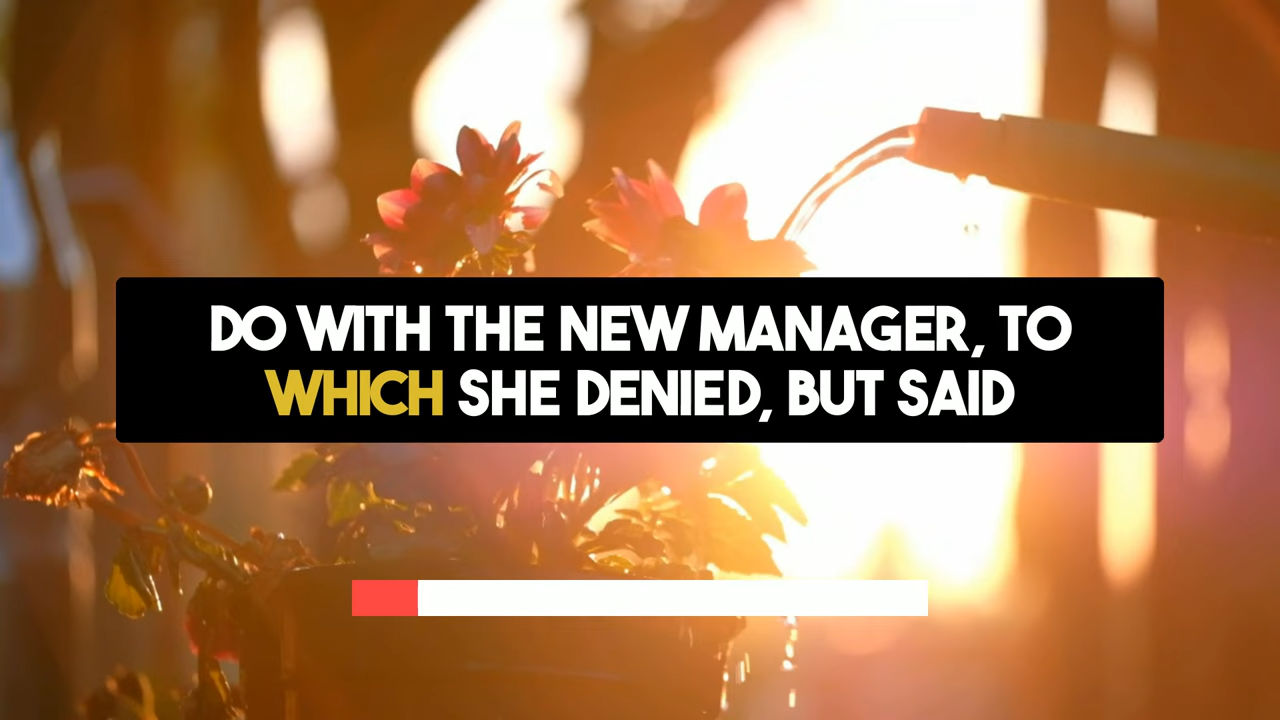 DO WITH THE NEW MANAGER, TO
WHICH SHE DENIED, BUT SAID